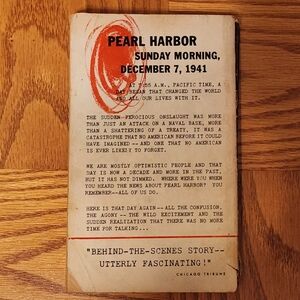 PEARL HARBOR
SUNDAY MORNING,
DECEMBER 7, 1941
AT 7:55 A.M., PACIFIC TIME, A
DAY BEGAN THAT CHANGED THE WORLD
AND ALL OUR LIVES WITH IT.
THE SUDDEN FEROCIOUS ONSLAUGHT WAS MORE
THAN JUST AN ATTACK ON A NAVAL BASE, MORE
THAN A SHATTERING OF A TREATY, IT WAS A
CATASTROPHE THAT NO AMERICAN BEFORE IT COULD
HAVE IMAGINED -- AND ONE THAT NO AMERICAN
IS EVER LIKELY TO FORGET.
WE ARE MOSTLY OPTIMISTIC PEOPLE AND THAT
DAY IS NOW A DECADE AND MORE IN THE PAST,
BUT IT HAS NOT DIMMED. WHERE WERE YOU WHEN
YOU HEARD THE NEWS ABOUT PEARL HARBOR? YOU
REMEMBER--ALL OF US DO.
HERE IS THAT DAY AGAIN -- ALL THE CONFUSION,
THE AGONY -- THE WILD EXCITEMENT AND THE
SUDDEN REALIZATION THAT THERE WAS NO MORE
TIME FOR TALKING...
"BEHIND-THE-SCENES STORY--
UTTERLY FASCINATING!"
CHICAGO TRIBUNE